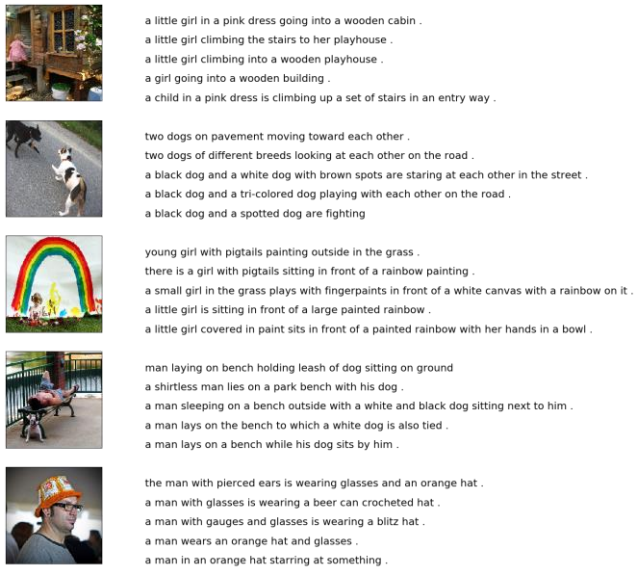 a little girl in a pink dress going into a wooden cabin .
a little girl climbing the stairs to her playhouse .
a little girl climbing into a wooden playhouse .
a girl going into a wooden building .
a child in a pink dress is climbing up a set of stairs in an entry way .
two dogs on pavement moving toward each other .
two dogs of different breeds looking at each other on the road .
a black dog and a white dog with brown spots are staring at each other in the street .
a black dog and a tri-colored dog playing with each other on the road .
a black dog and a spotted dog are fighting
young girl with pigtails painting outside in the grass .
there is a girl with pigtails sitting in front of a rainbow painting .
a small girl in the grass plays with fingerpaints in front of a white canvas with a rainbow on it .
a little girl is sitting in front of a large painted rainbow .
a little girl covered in paint sits in front of a painted rainbow with her hands in a bowl .
man laying on bench holding leash of dog sitting on ground
a shirtless man lies on a park bench with his dog .
a man sleeping on a bench outside with a white and black dog sitting next to him .
a man lays on the bench to which a white dog is also tied .
a man lays on a bench while his dog sits by him .
the man with pierced ears is wearing glasses and an orange hat .
a man with glasses is wearing a beer can crocheted hat .
a man with gauges and glasses is wearing a blitz hat .
a man wears an orange hat and glasses .
a man in an orange hat starring at something .